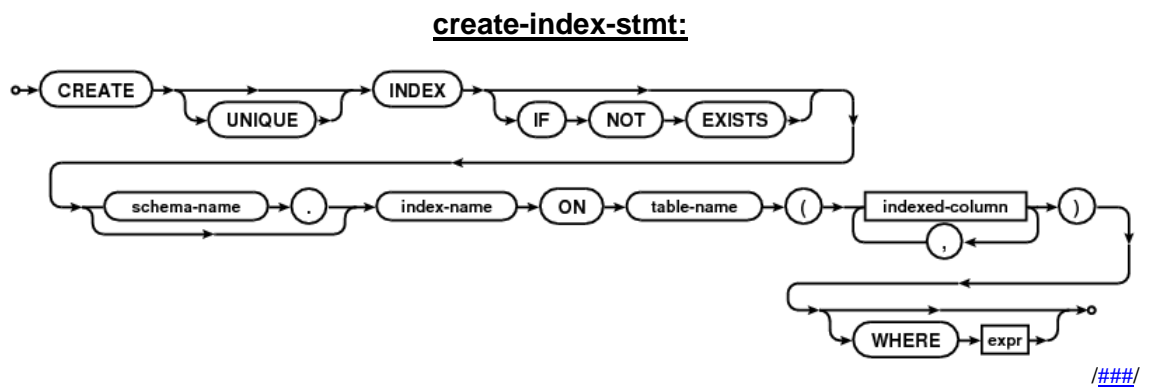 create-index-stmt:
CREATE UNIQUE INDEX IF NOT EXISTS
schema-name . index-name ON table-name ( indexed-column , )
WHERE expr
/###/